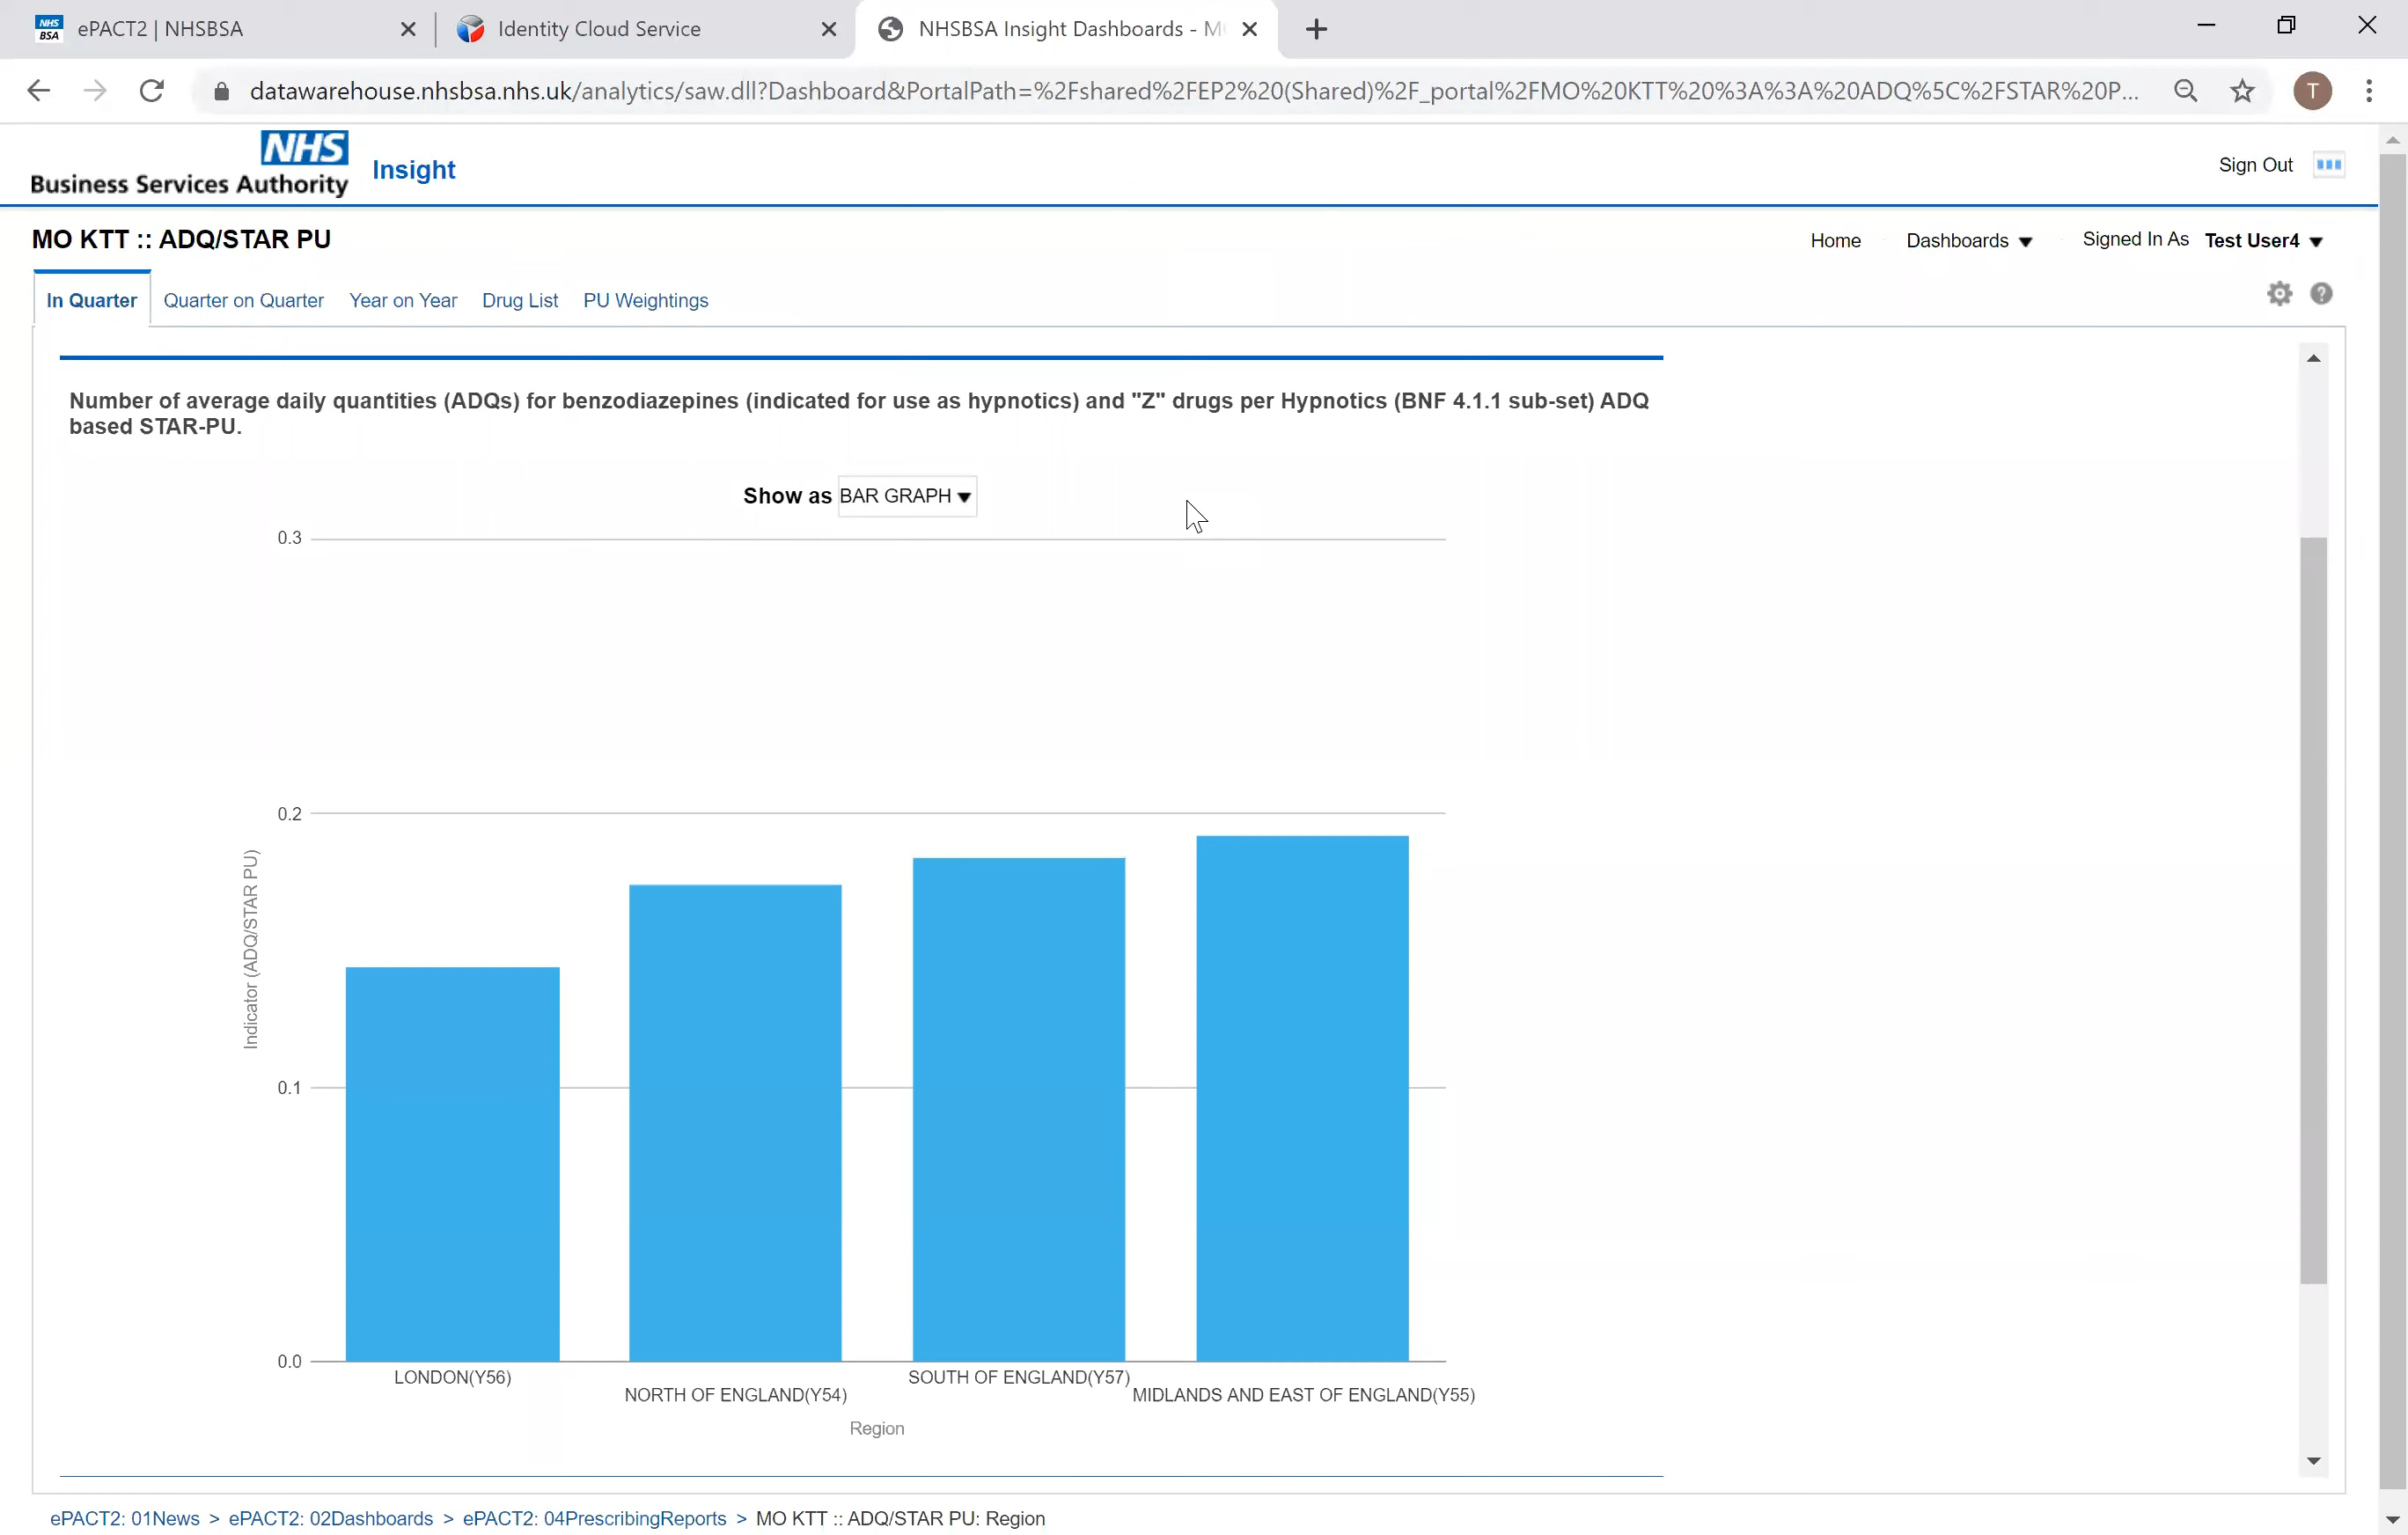 NHS BSA ePACT2 | NHSBSA Identity Cloud Service NHSBSA Insight Dashboards - M
datawarehouse.nhsbsa.nhs.uk/analytics/saw.dll?Dashboard&PortalPath=%2Fshared%2FEP2%20(Shared)%2F_portal%2FMO%20KTT%20%3A%3A%20ADQ%5C%2FSTAR%20P... T
NHS
Business Services Authority Insight Sign Out
MO KTT :: ADQ/STAR PU Home Dashboards Signed In As Test User4
In Quarter Quarter on Quarter Year on Year Drug List PU Weightings ?
Number of average daily quantities (ADQs) for benzodiazepines (indicated for use as hypnotics) and "Z" drugs per Hypnotics (BNF 4.1.1 sub-set) ADQ
based STAR-PU.
Show as BAR GRAPH
0.3
0.2
Indicator (ADQ/STAR PU)
0.1
0.0
LONDON(Y56) SOUTH OF ENGLAND(Y57)
NORTH OF ENGLAND(Y54) MIDLANDS AND EAST OF ENGLAND(Y55)
Region
ePACT2: 01News > ePACT2: 02Dashboards > ePACT2: 04PrescribingReports > MO KTT :: ADQ/STAR PU: Region